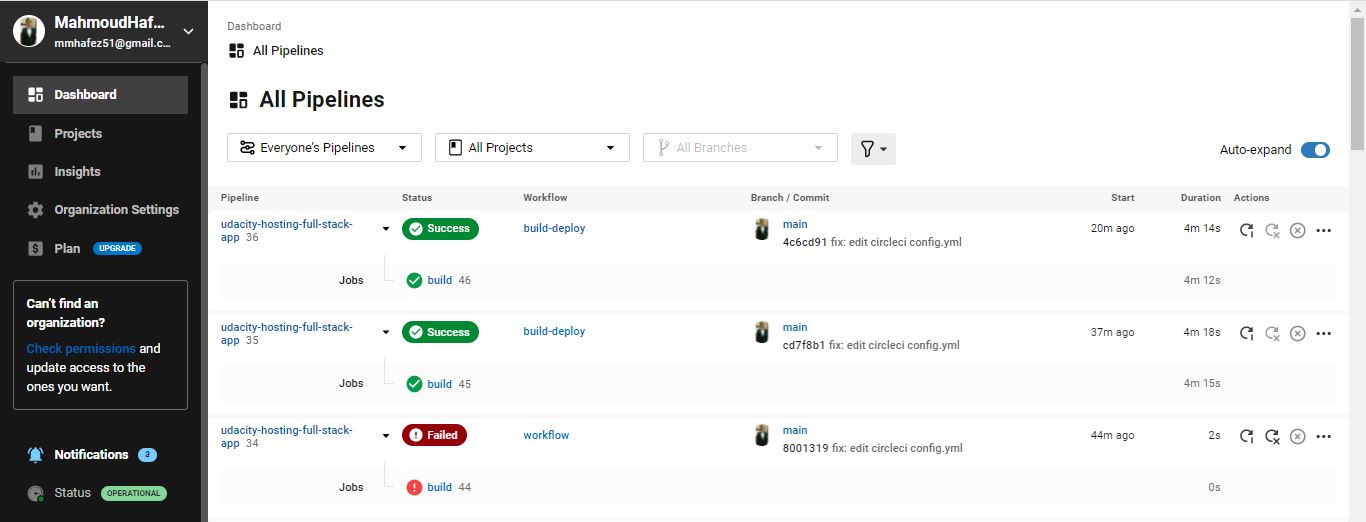 MahmoudHaf...
mmhafez51@gmail.c...
Dashboard
Projects
Insights
Organization Settings
Plan UPGRADE
Can't find an
organization?
Check permissions and
update access to the
ones you want.
Notifications 3
Status OPERATIONAL
Dashboard
All Pipelines
All Pipelines
Everyone's Pipelines All Projects All Branches Auto-expand
Pipeline Status Workflow Branch / Commit Start Duration Actions
udacity-hosting-full-stack- Success build-deploy main 20m ago 4m 14s
app 36 4c6cd91 fix: edit circleci config.yml
Jobs build 46 4m 12s
udacity-hosting-full-stack- Success build-deploy main 37m ago 4m 18s
app 35 cd7f8b1 fix: edit circleci config.yml
Jobs build 45 4m 15s
udacity-hosting-full-stack- Failed workflow main 44m ago 2s
app 34 8001319 fix: edit circleci config.yml
Jobs build 44 0s